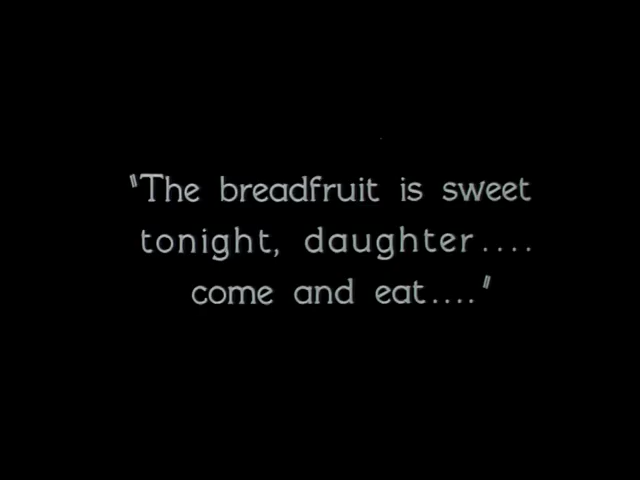 "The breadfruit is sweet
tonight, daughter....
come and eat...."